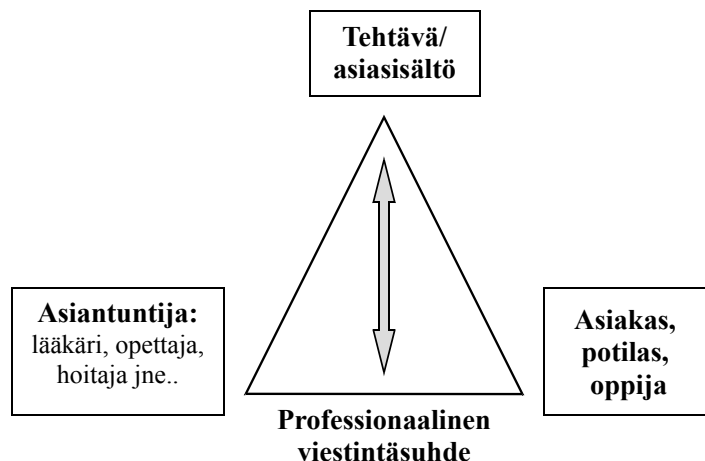 Tehtävä/
asiasisältö
Asiantuntija:
lääkäri, opettaja,
hoitaja jne..
Asiakas,
potilas,
oppija
Professionaalinen
viestintäsuhde